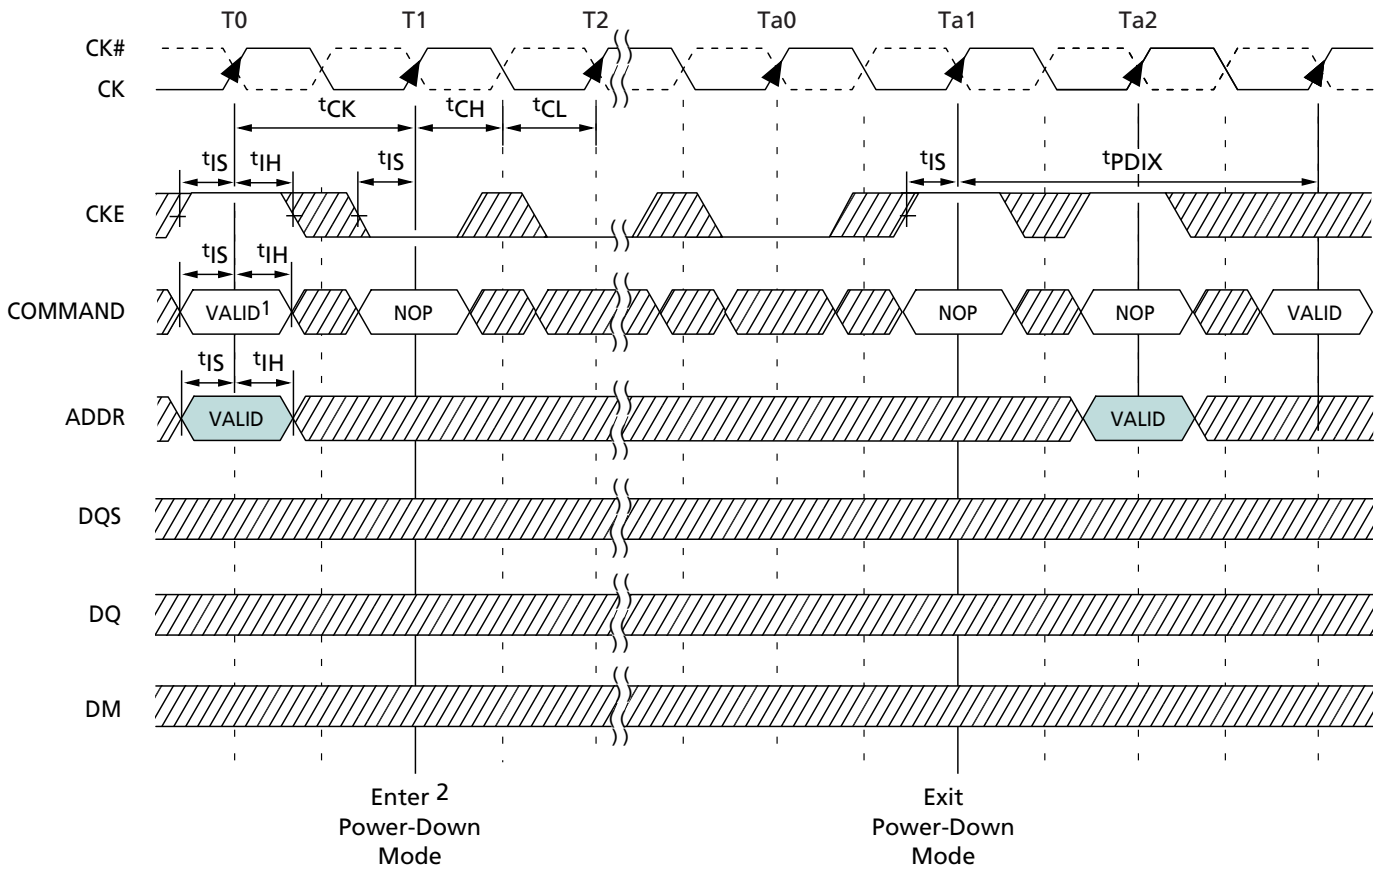 T0 T1 T2 Ta0 Ta1 Ta2
CK#
CK
tCK tCH tCL
tIS tIH tIS tIS tPDIX
CKE
tIS tIH
COMMAND VALID1 NOP NOP NOP VALID
tIS tIH
ADDR VALID VALID
DQS
DQ
DM
Enter 2
Power-Down
Mode
Exit
Power-Down
Mode